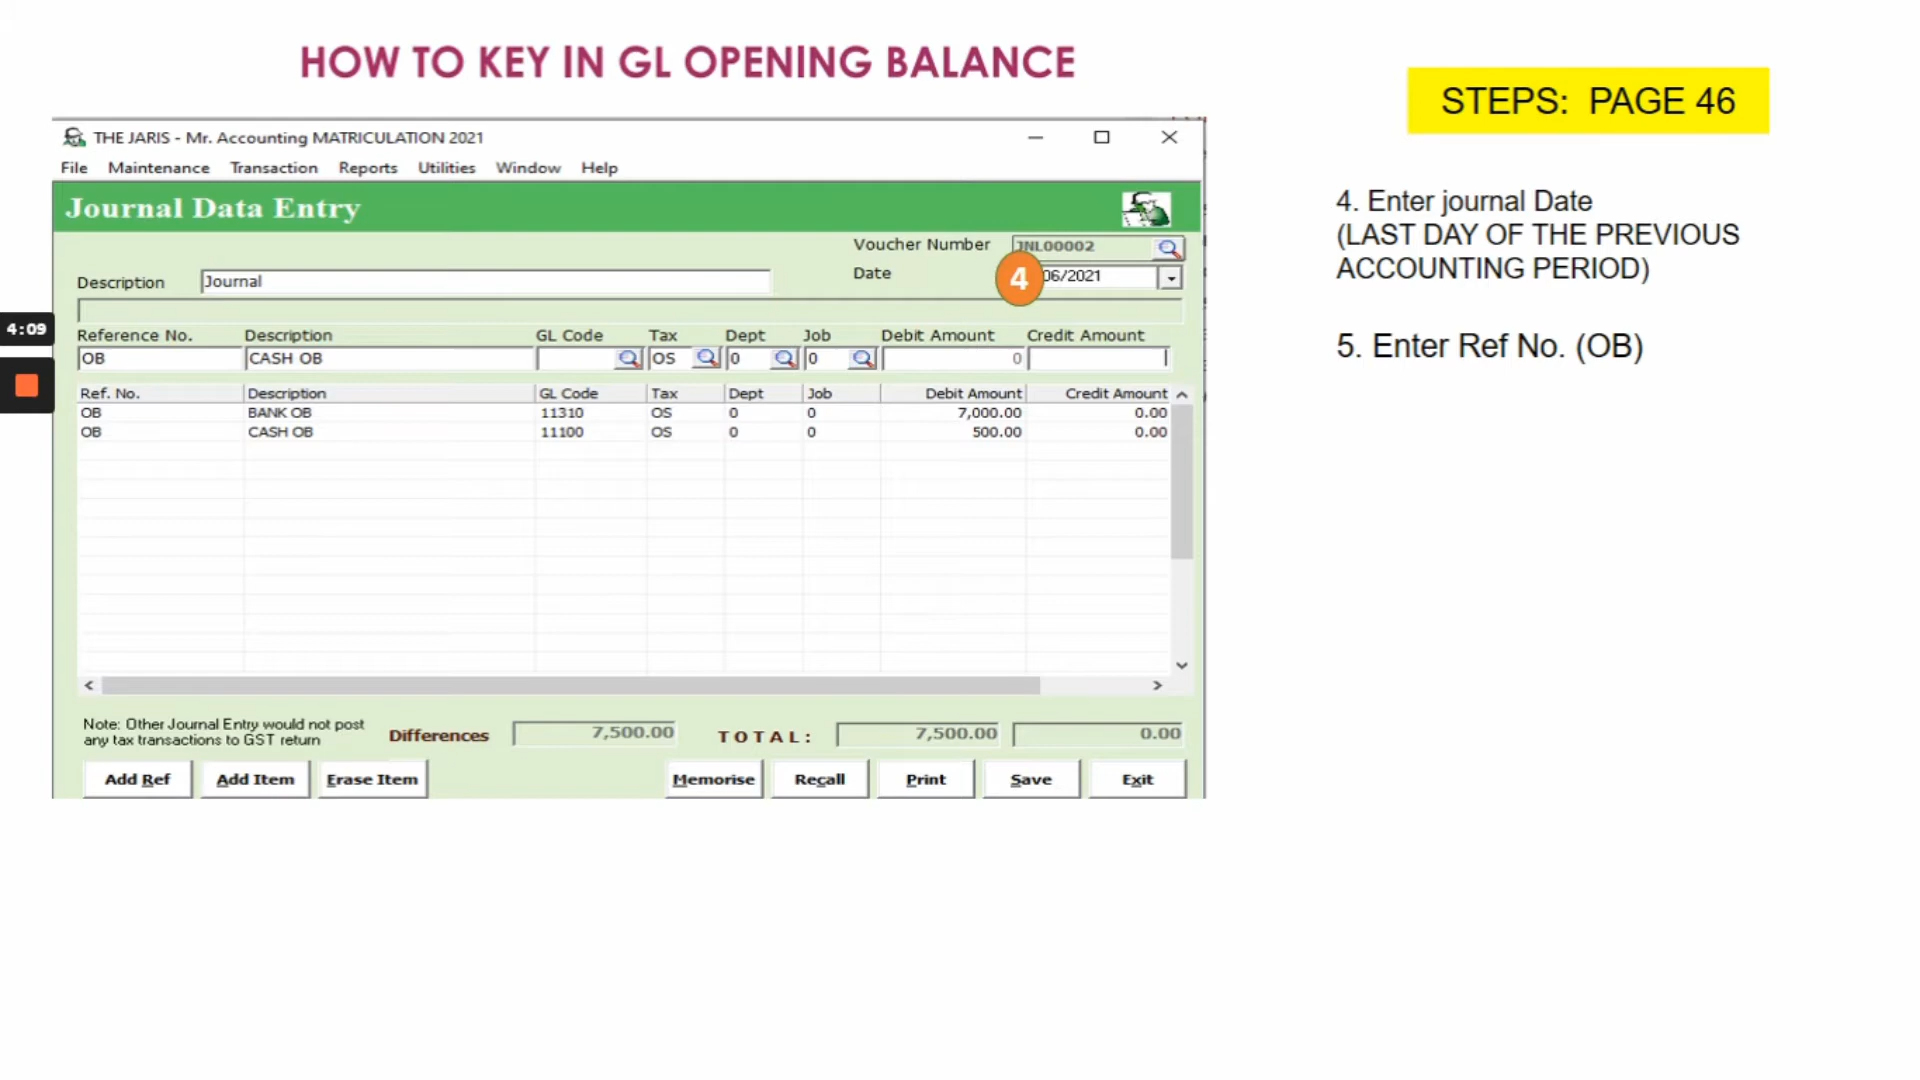 HOW TO KEY IN GL OPENING BALANCE
STEPS: PAGE 46
THE JARIS - Mr. Accounting MATRICULATION 2021
File Maintenance Transaction Reports Utilities Window Help
Journal Data Entry
Voucher Number JNL00002
Date 4 06/2021
Description Journal
Reference No. Description GL Code Tax Dept Job Debit Amount Credit Amount
OB CASH OB OS 0 0 0
Ref. No. Description GL Code Tax Dept Job Debit Amount Credit Amount
OB BANK OB 11310 OS 0 0 7,000.00 0.00
OB CASH OB 11100 OS 0 0 500.00 0.00
Note: Other Journal Entry would not post
any tax transactions to GST return
Differences 7,500.00 TOTAL: 7,500.00 0.00
Add Ref Add Item Erase Item Memorise Recall Print Save Exit
4. Enter journal Date
(LAST DAY OF THE PREVIOUS
ACCOUNTING PERIOD)
5. Enter Ref No. (OB)
4:09